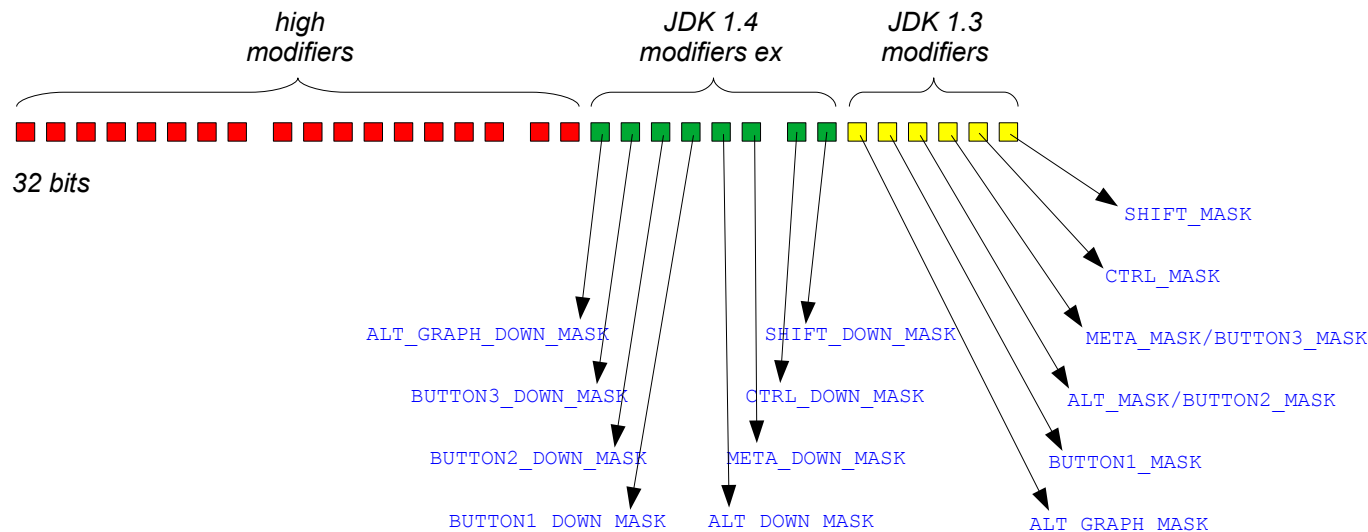 high
modifiers
JDK 1.4
modifiers ex
JDK 1.3
modifiers
32 bits
SHIFT_MASK
CTRL_MASK
ALT_GRAPH_DOWN_MASK
SHIFT_DOWN_MASK
META_MASK/BUTTON3_MASK
BUTTON3_DOWN_MASK
CTRL_DOWN_MASK
ALT_MASK/BUTTON2_MASK
BUTTON2_DOWN_MASK
META_DOWN_MASK
BUTTON1_MASK
BUTTON1_DOWN_MASK
ALT_DOWN_MASK
ALT_GRAPH_MASK